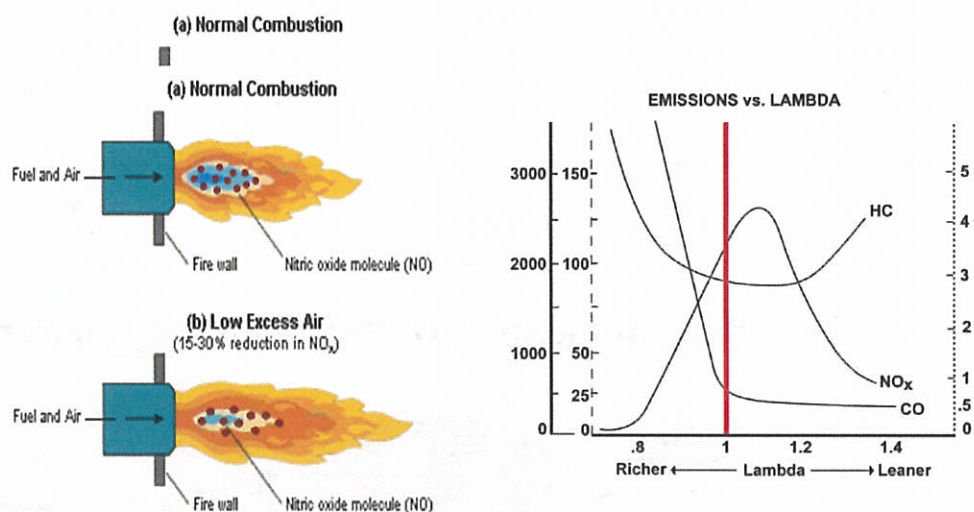 (a) Normal Combustion
(a) Normal Combustion
Fuel and Air
Fire wall
Nitric oxide molecule (NO)
(b) Low Excess Air
(15-30% reduction in NOx)
Fuel and Air
Fire wall
Nitric oxide molecule (NO)
EMISSIONS vs. LAMBDA
3000
2000
1000
0
150
100
50
25
0
5
4
3
2
1
.5
0
HC
NOx
CO
.8 1 1.2 1.4
Richer Lambda Leaner